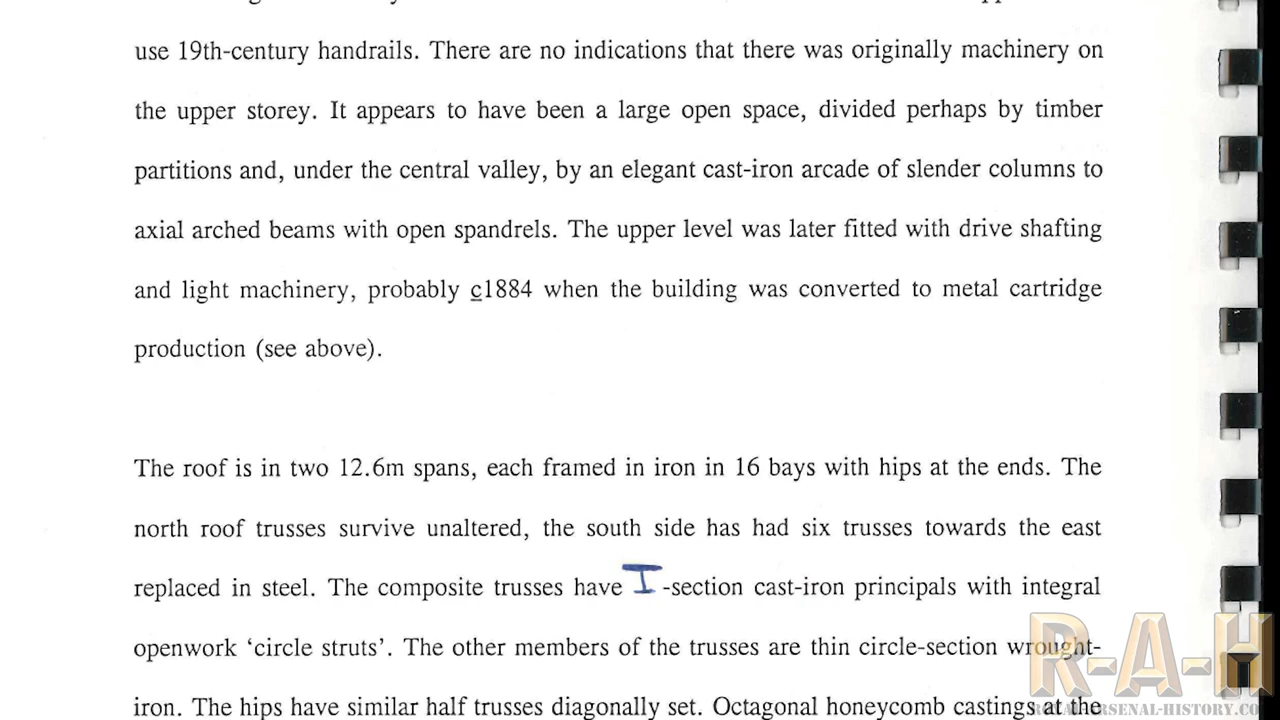 use 19th-century handrails. There are no indications that there was originally machinery on
the upper storey. It appears to have been a large open space, divided perhaps by timber
partitions and, under the central valley, by an elegant cast-iron arcade of slender columns to
axial arched beams with open spandrels. The upper level was later fitted with drive shafting
and light machinery, probably c1884 when the building was converted to metal cartridge
production (see above).
The roof is in two 12.6m spans, each framed in iron in 16 bays with hips at the ends. The
north roof trusses survive unaltered, the south side has had six trusses towards the east
replaced in steel. The composite trusses have I-section cast-iron principals with integral
openwork ‘circle struts’. The other members of the trusses are thin circle-section wrought-
iron. The hips have similar half trusses diagonally set. Octagonal honeycomb castings at the
R-A-H